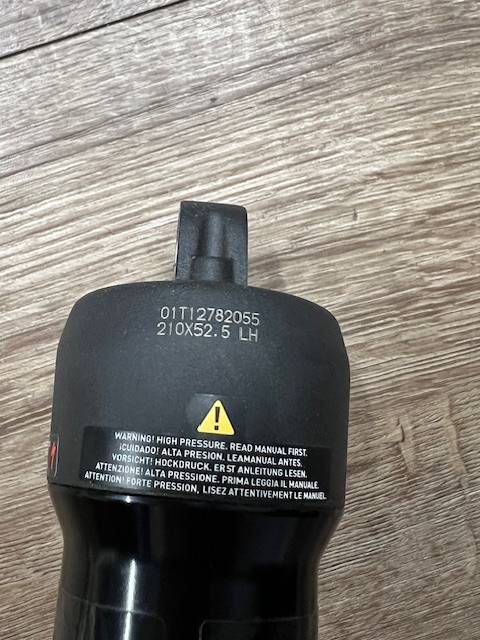 01T12782055
210X52.5 LH
WARNING! HIGH PRESSURE. READ MANUAL FIRST.
¡CUIDADO! ALTA PRESION. LEAMANUAL ANTES.
VORSICHT! HOCKDRUCK. ERST ANLEITUNG LESEN.
ATTENZIONE! ALTA PRESSIONE. PRIMA LEGGIA IL MANUALE.
ATTENTION! FORTE PRESSION, LISEZ ATTENTIVEMENT LE MANUEL.